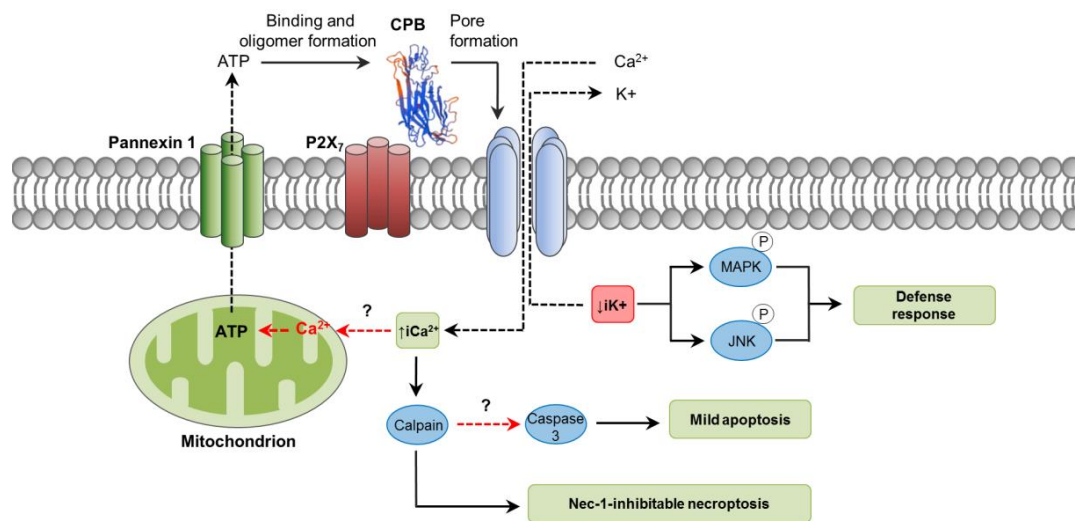 Binding and
oligomer formation
CPB
Pore
formation
ATP
Ca²⁺
K+
Pannexin 1
P2X₇
P
MAPK
↓iK+
Defense
response
P
JNK
?
ATP
Ca²⁺
↑iCa²⁺
Mitochondrion
Calpain
?
Caspase
3
Mild apoptosis
Nec-1-inhibitable necroptosis